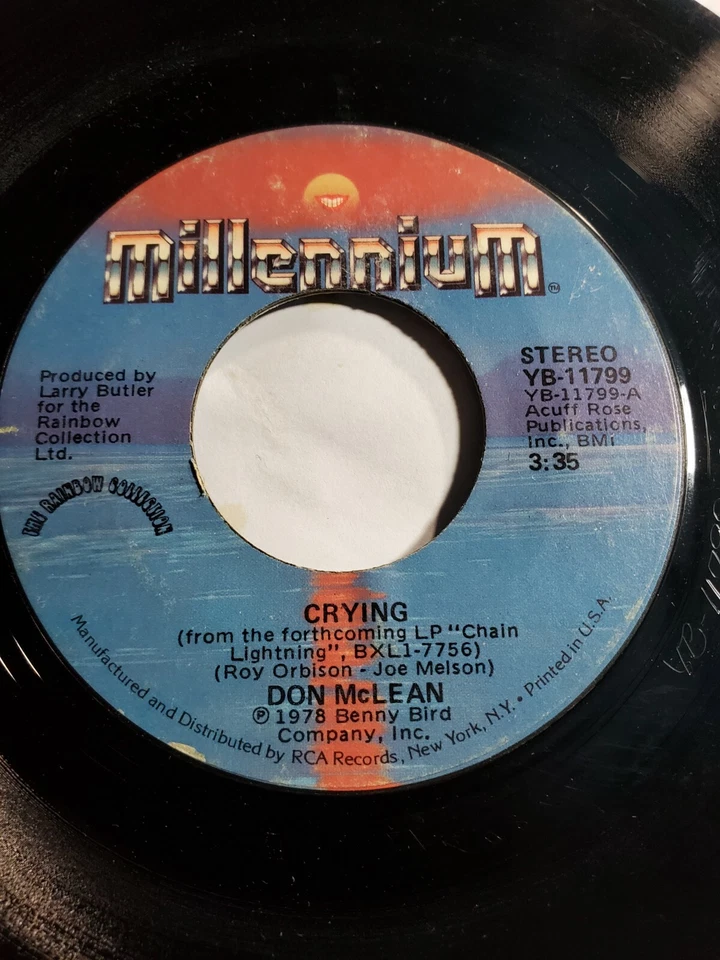 millennium TM
Produced by
Larry Butler
for the
Rainbow
Collection
Ltd.
THE RAINBOW COLLECTION
STEREO
YB-11799
YB-11799-A
Acuff Rose
Publications,
Inc., BMi
3:35
CRYING
(from the forthcoming LP "Chain
Lightning", BXL1-7756)
(Roy Orbison - Joe Melson)
DON McLEAN
℗ 1978 Benny Bird
Company, Inc.
Manufactured and Distributed by RCA Records, New York, N.Y. • Printed in U.S.A.